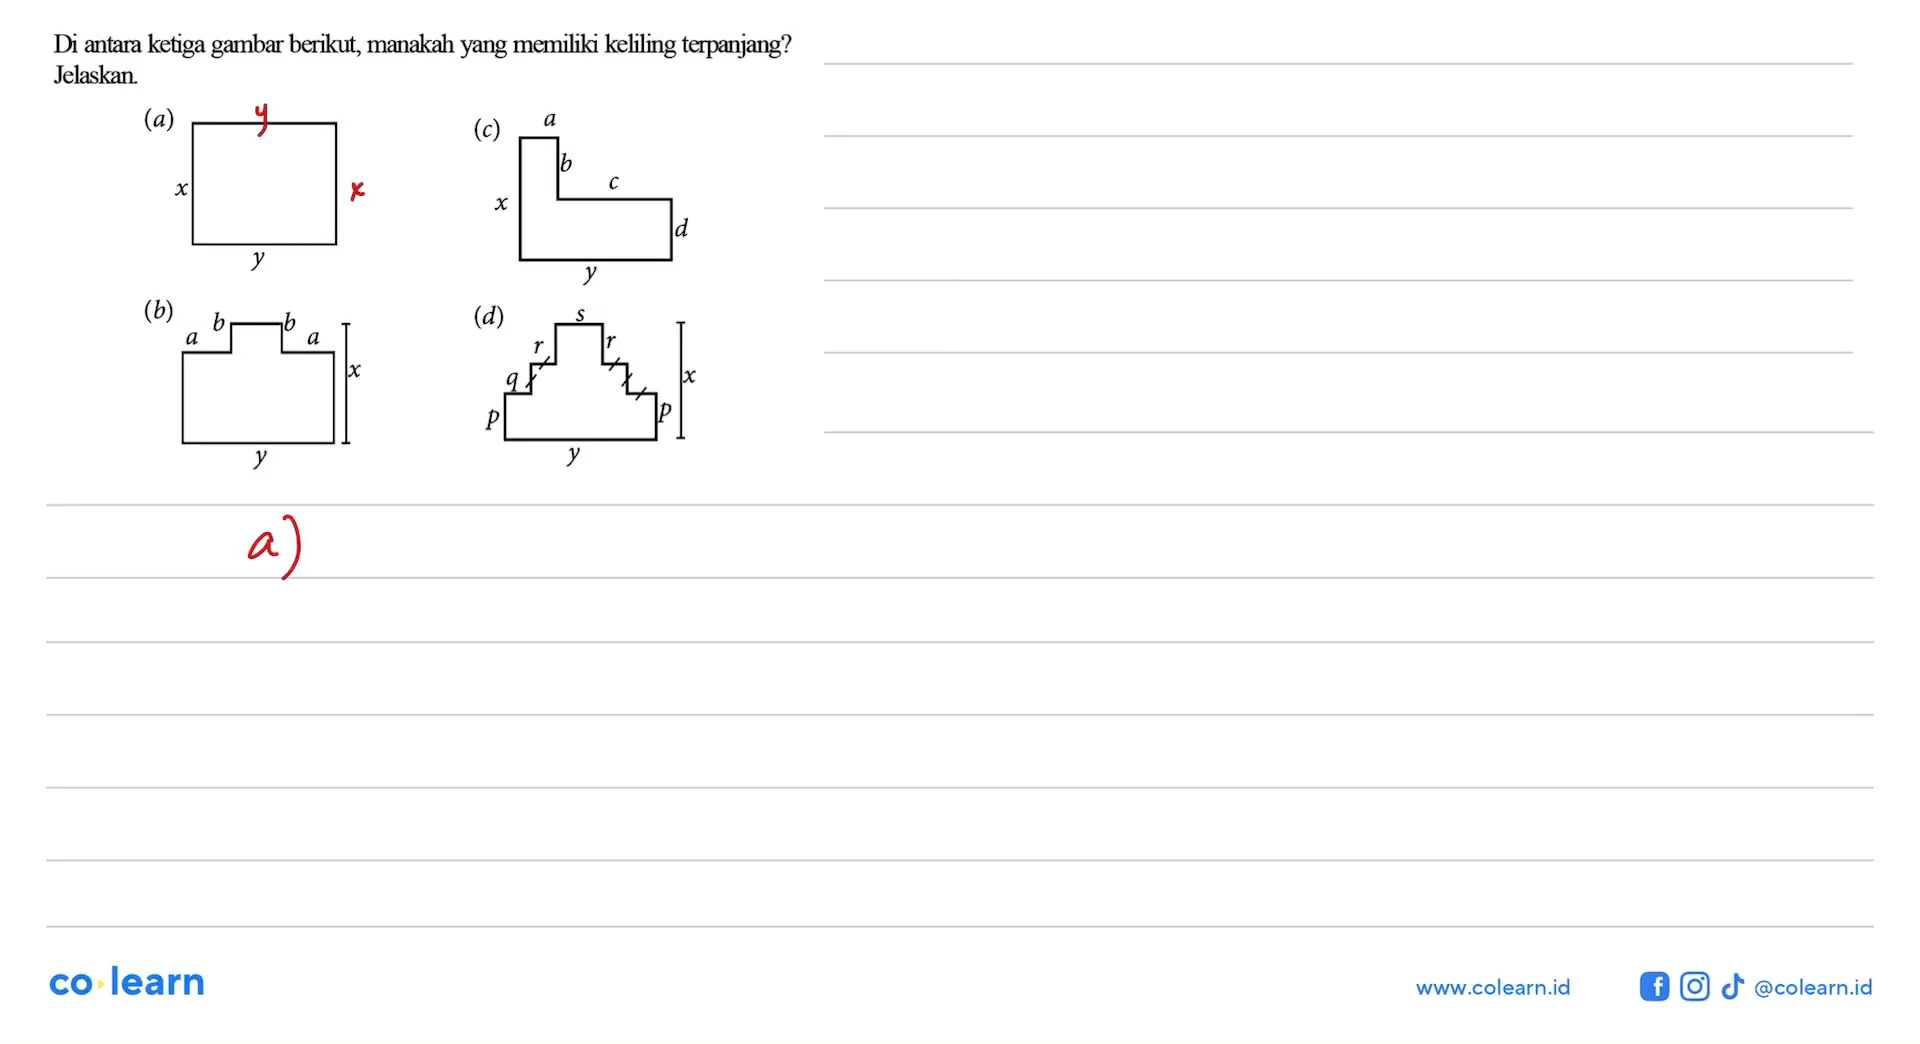 Di antara ketiga gambar berikut, manakah yang memiliki keliling terpanjang?
Jelaskan.
(a)
y
x
x
y
(c)
a
b
c
x
d
y
(b)
a
b
b
a
x
y
(d)
s
r
r
q
x
p
p
y
a)
co learn
www.colearn.id
@colearn.id